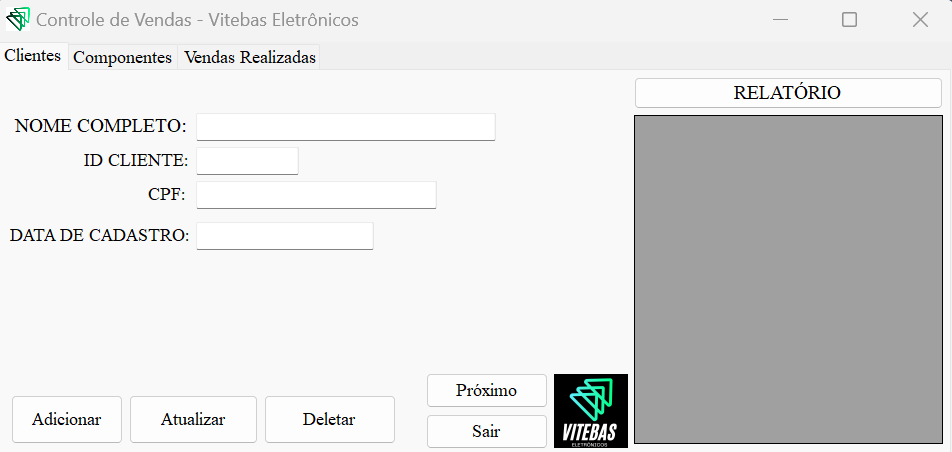 Controle de Vendas - Vitebas Eletrônicos
Clientes Componentes Vendas Realizadas
RELATÓRIO
NOME COMPLETO:
ID CLIENTE:
CPF:
DATA DE CADASTRO:
Adicionar Atualizar Deletar
Próximo
Sair
VITEBAS
ELETRÔNICOS